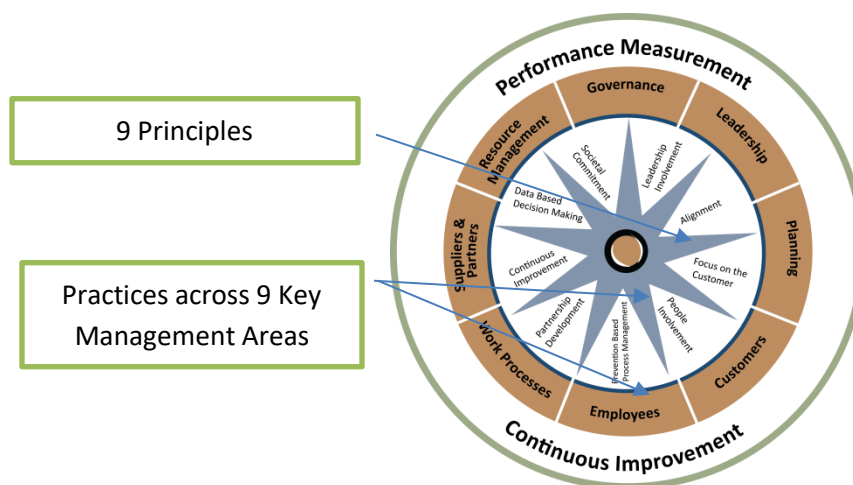 9 Principles
Practices across 9 Key
Management Areas
Performance Measurement
Governance
Leadership
Planning
Customers
Employees
Work Processes
Suppliers &
Partners
Resource
Management
Leadership
Involvement
Alignment
Focus on the
Customer
People
Involvement
Prevention Based
Process Management
Partnership
Development
Continuous
Improvement
Data Based
Decision Making
Societal
Commitment
Continuous Improvement